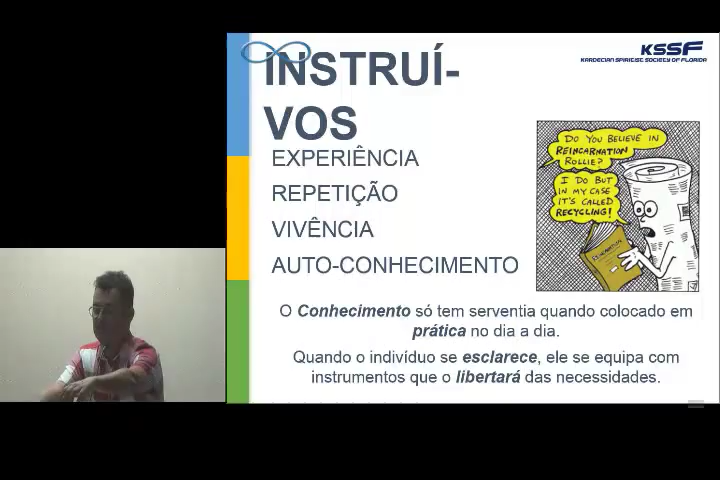 INSTRUÍ-
VOS
KSSF
KARDECIAN SPIRITIST SOCIETY OF FLORIDA
EXPERIÊNCIA
REPETIÇÃO
VIVÊNCIA
AUTO-CONHECIMENTO
DO YOU BELIEVE IN
REINCARNATION
ROLLIE?
I DO BUT
IN MY CASE
IT'S CALLED
RECYCLING!
REINCARNATION
O Conhecimento só tem serventia quando colocado em
prática no dia a dia.
Quando o indivíduo se esclarece, ele se equipa com
instrumentos que o libertará das necessidades.